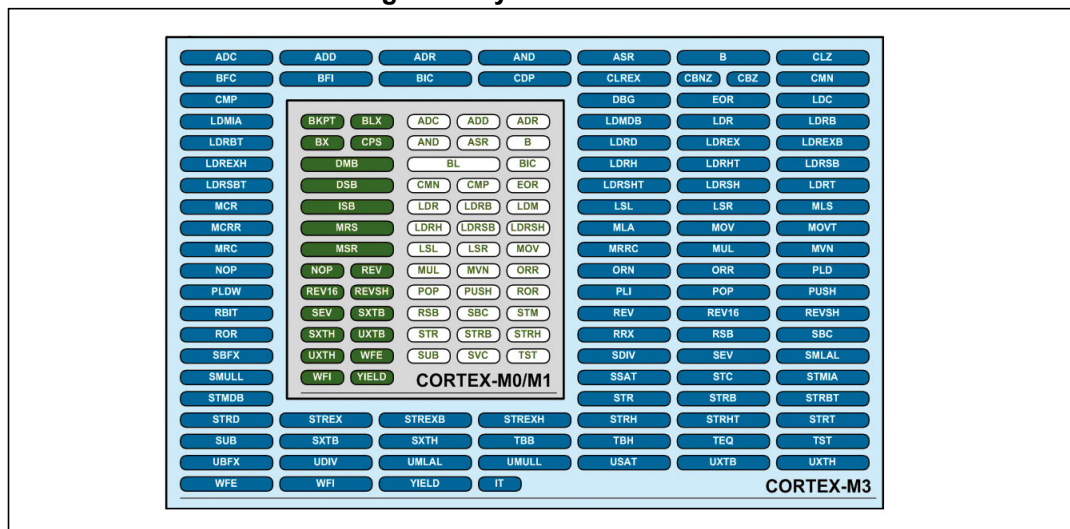 ADC ADD ADR AND ASR B CLZ
BFC BFI BIC CDP CLREX CBNZ CBZ CMN
CMP DBG EOR LDC
LDMIA BKPT BLX ADC ADD ADR LDMDB LDR LDRB
LDRBT BX CPS AND ASR B LDRD LDREX LDREXB
LDREXH DMB BL BIC LDRH LDRHT LDRSB
LDRSBT DSB CMN CMP EOR LDRSHT LDRSH LDRT
MCR ISB LDR LDRB LDM LSL LSR MLS
MCRR MRS LDRH LDRSB LDRSH MLA MOV MOVT
MRC MSR LSL LSR MOV MRRC MUL MVN
NOP NOP REV MUL MVN ORR ORN ORR PLD
PLDW REV16 REVSH POP PUSH ROR PLI POP PUSH
RBIT SEV SXTB RSB SBC STM REV REV16 REVSH
ROR SXTH UXTB STR STRB STRH RRX RSB SBC
SBFX UXTH WFE SUB SVC TST SDIV SEV SMLAL
SMULL WFI YIELD CORTEX-M0/M1 SSAT STC STMIA
STMDB STR STRB STRBT
STRD STREX STREXB STREXH STRH STRHT STRT
SUB SXTB SXTH TBB TBH TEQ TST
UBFX UDIV UMLAL UMULL USAT UXTB UXTH
WFE WFI YIELD IT CORTEX-M3